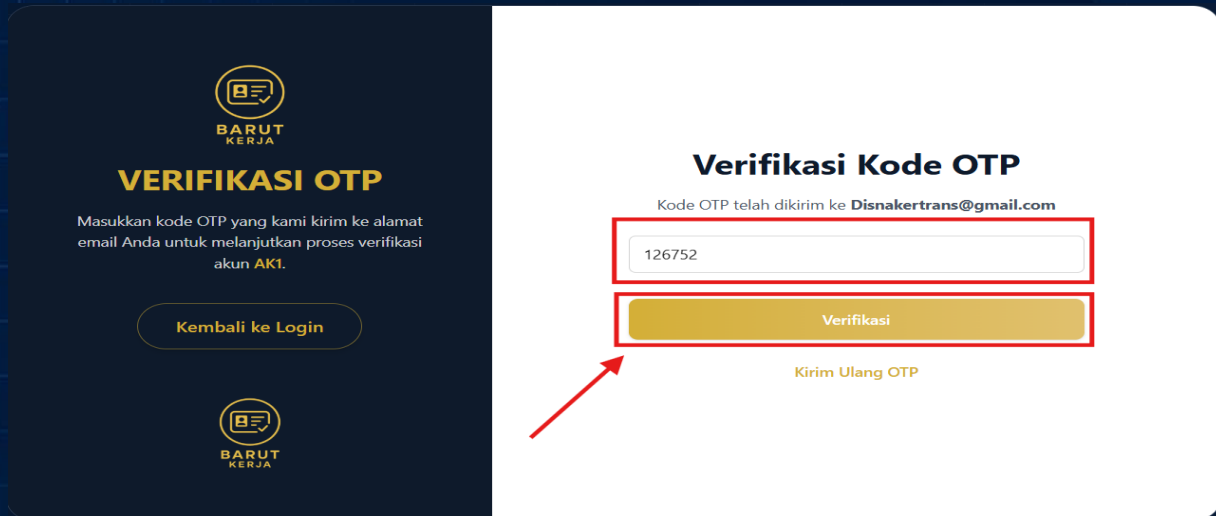 BARUT
KERJA
VERIFIKASI OTP
Masukkan kode OTP yang kami kirim ke alamat
email Anda untuk melanjutkan proses verifikasi
akun AK1.
Kembali ke Login
BARUT
KERJA
Verifikasi Kode OTP
Kode OTP telah dikirim ke Disnakertrans@gmail.com
126752
Verifikasi
Kirim Ulang OTP